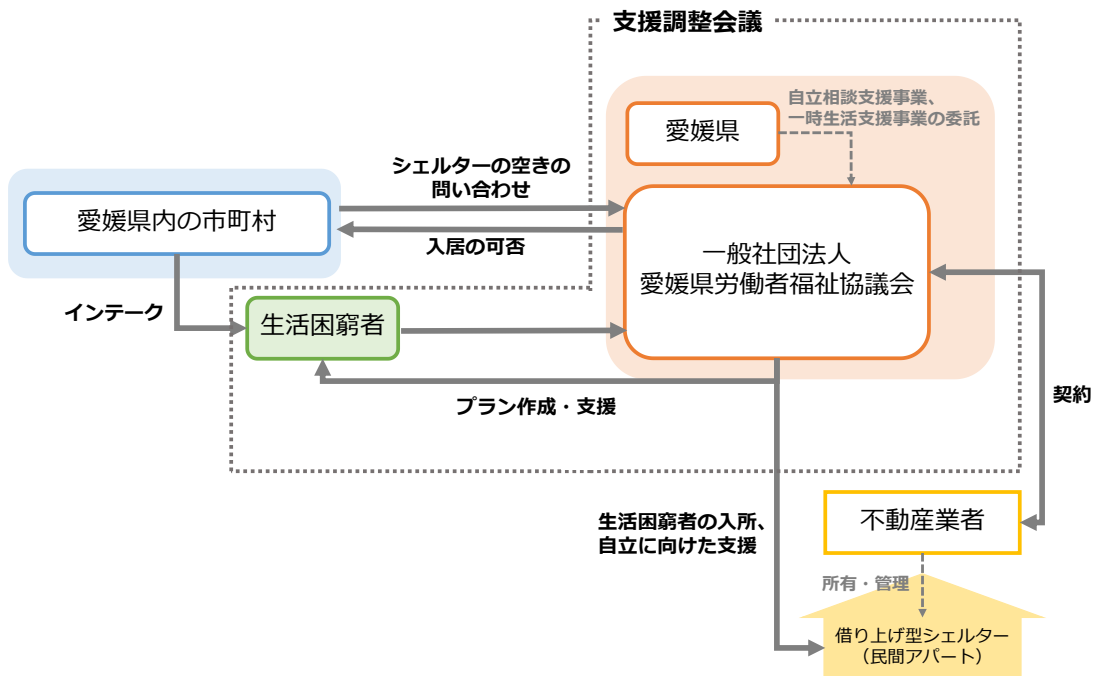 支援調整会議
自立相談支援事業、
一時生活支援事業の委託
愛媛県
シェルターの空きの
問い合わせ
愛媛県内の市町村
入居の可否
一般社団法人
愛媛県労働者福祉協議会
インテーク
生活困窮者
プラン作成・支援
契約
生活困窮者の入所、
自立に向けた支援
不動産業者
所有・管理
借り上げ型シェルター
（民間アパート）